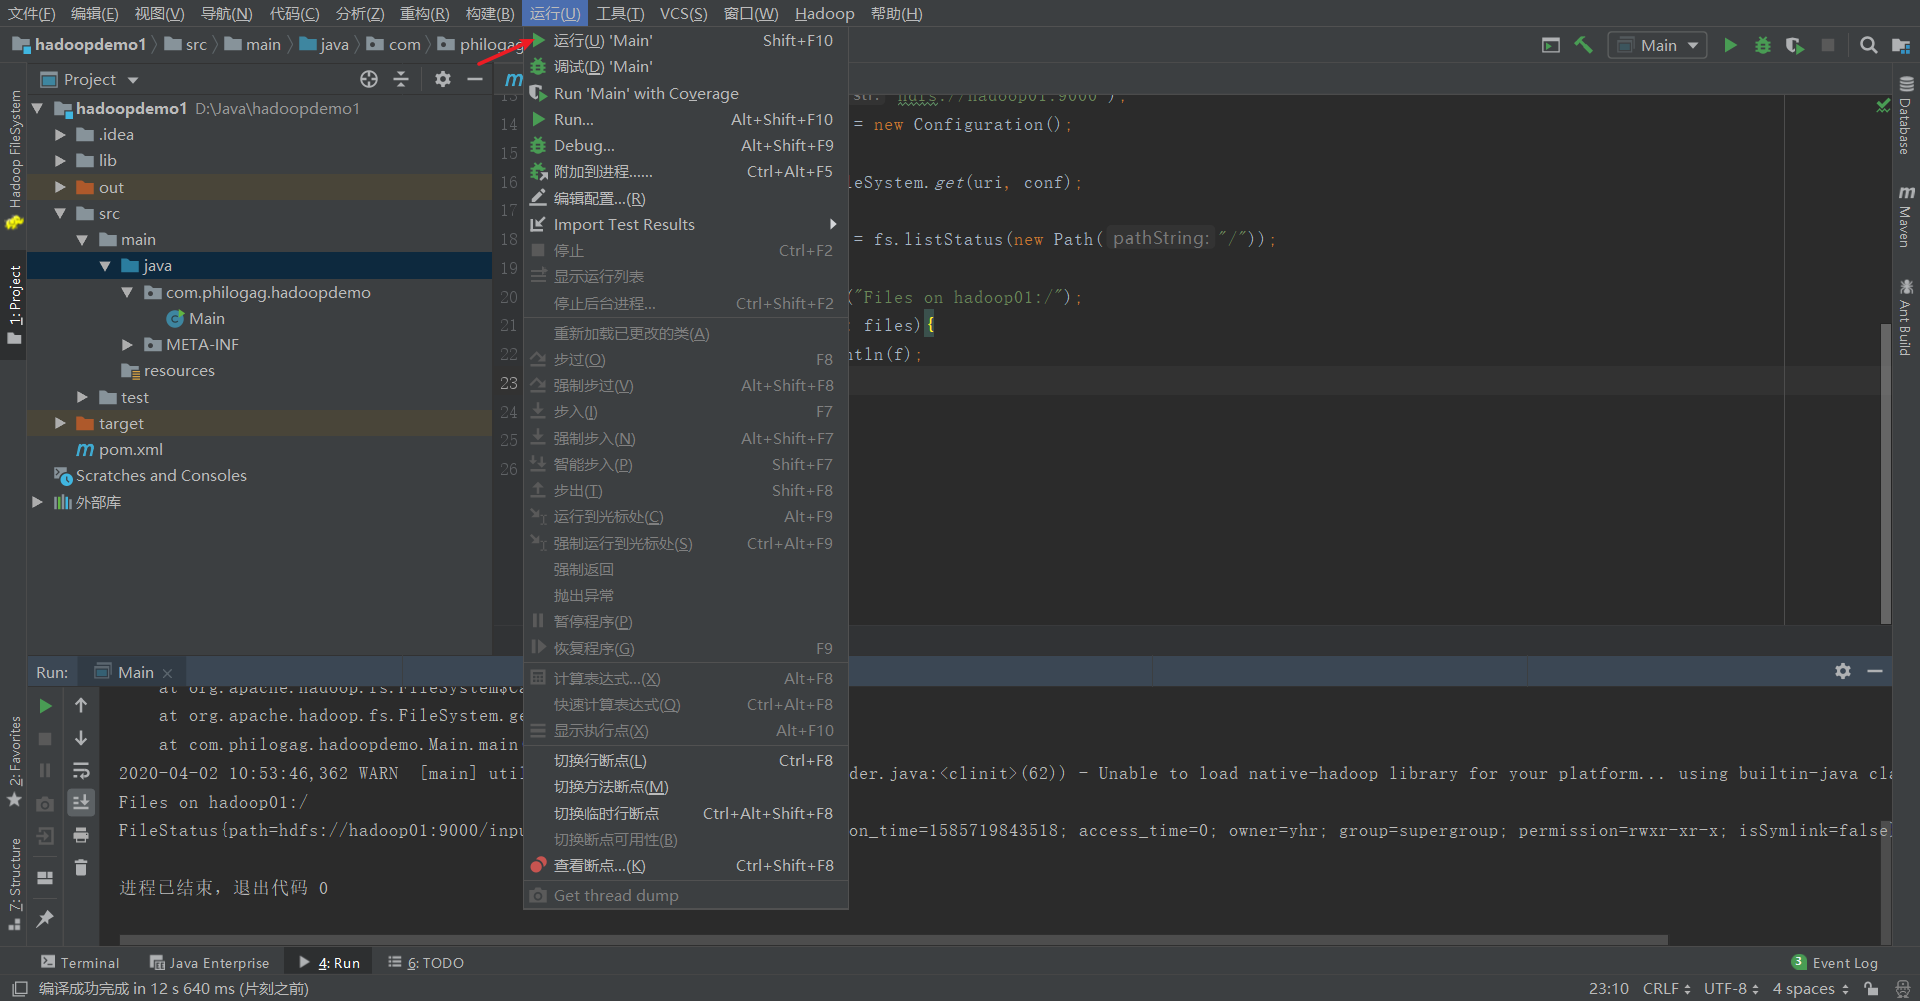 文件(F) 编辑(E) 视图(V) 导航(N) 代码(C) 分析(Z) 重构(R) 构建(B) 运行(U) 工具(T) VCS(S) 窗口(W) Hadoop 帮助(H)
hadoopdemo1 src main java com philogag
Main
Project
hadoopdemo1 D:\Java\hadoopdemo1
.idea
lib
out
src
main
java
com.philogag.hadoopdemo
Main
META-INF
resources
test
target
pom.xml
Scratches and Consoles
外部库
Hadoop FileSystem
1: Project
2: Favorites
7: Structure
运行(U) 'Main' Shift+F10
调试(D) 'Main'
Run 'Main' with Coverage
Run... Alt+Shift+F10
Debug... Alt+Shift+F9
附加到进程...... Ctrl+Alt+F5
编辑配置...(R)
Import Test Results
停止 Ctrl+F2
显示运行列表
停止后台进程... Ctrl+Shift+F2
重新加载已更改的类(A)
步过(O) F8
强制步过(V) Alt+Shift+F8
步入(I) F7
强制步入(N) Alt+Shift+F7
智能步入(P) Shift+F7
步出(T) Shift+F8
运行到光标处(C) Alt+F9
强制运行到光标处(S) Ctrl+Alt+F9
强制返回
抛出异常
暂停程序(P)
恢复程序(G) F9
计算表达式...(X) Alt+F8
快速计算表达式(Q) Ctrl+Alt+F8
显示执行点(X) Alt+F10
切换行断点(L) Ctrl+F8
切换方法断点(M)
切换临时行断点 Ctrl+Alt+Shift+F8
切换断点可用性(B)
查看断点...(K) Ctrl+Shift+F8
Get thread dump
13 str: hdfs://hadoop01:9000");
14 = new Configuration();
15
16 leSystem.get(uri, conf);
17
18 = fs.listStatus(new Path( pathString: "/"));
19
20 ("Files on hadoop01:/");
21 files){
22 ntln(f);
23
24
25
26
Database
Maven
Ant Build
Run: Main
at org.apache.hadoop.fs.FileSystem$Ca
at org.apache.hadoop.fs.FileSystem.ge
at com.philogag.hadoopdemo.Main.main
2020-04-02 10:53:46,362 WARN [main] util der.java:<clinit>(62)) - Unable to load native-hadoop library for your platform... using builtin-java cla
Files on hadoop01:/
FileStatus{path=hdfs://hadoop01:9000/inpu on_time=1585719843518; access_time=0; owner=yhr; group=supergroup; permission=rwxr-xr-x; isSymlink=false
进程已结束，退出代码 0
Terminal Java Enterprise 4: Run 6: TODO 3 Event Log
编译成功完成 in 12 s 640 ms (片刻之前) 23:10 CRLF UTF-8 4 spaces